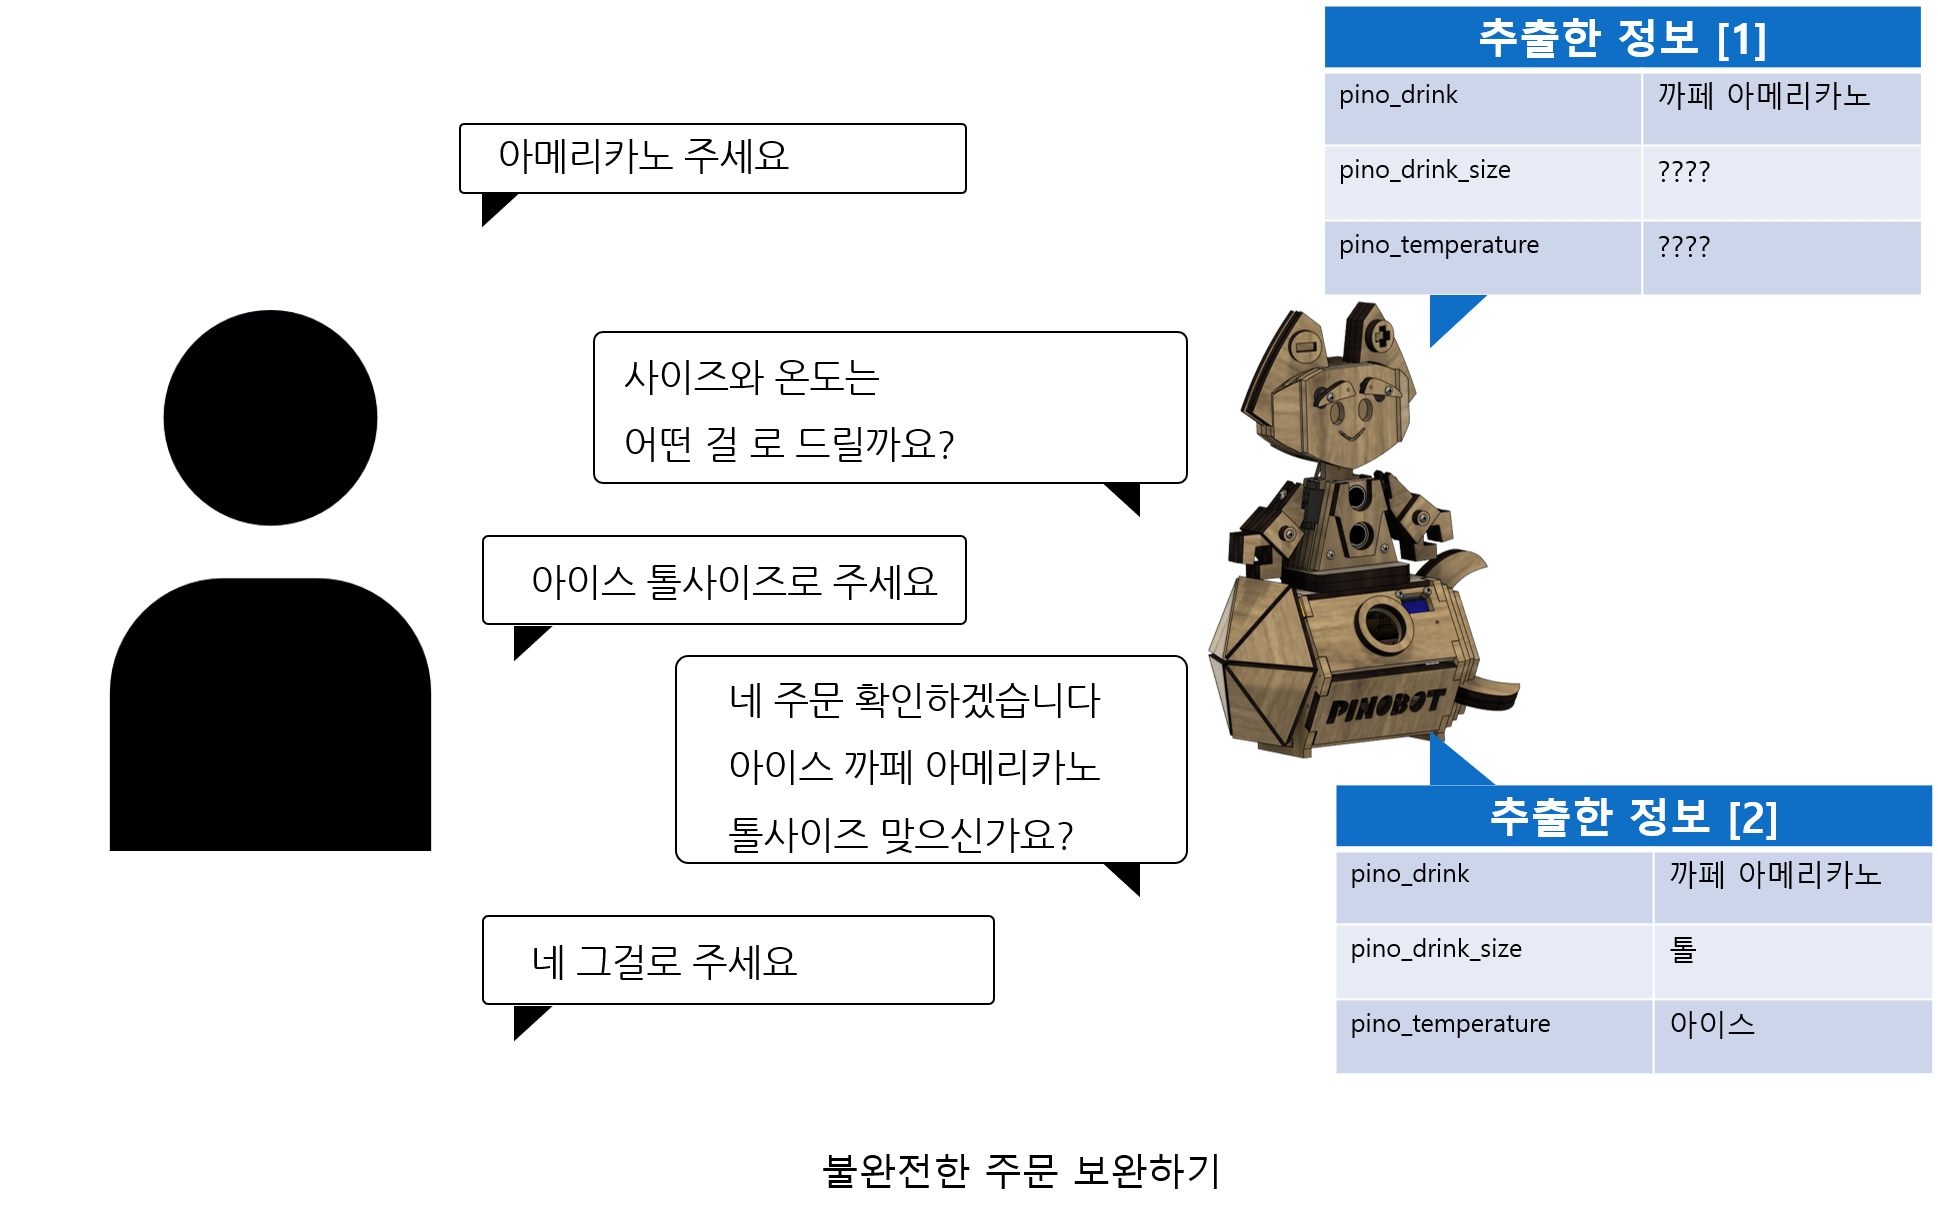 추출한 정보 [1]
pino_drink 까페 아메리카노
pino_drink_size ????
pino_temperature ????
아메리카노 주세요
사이즈와 온도는
어떤 걸 로 드릴까요?
아이스 톨사이즈로 주세요
네 주문 확인하겠습니다
아이스 까페 아메리카노
톨사이즈 맞으신가요?
네 그걸로 주세요
PINOBOT
추출한 정보 [2]
pino_drink 까페 아메리카노
pino_drink_size 톨
pino_temperature 아이스
불완전한 주문 보완하기